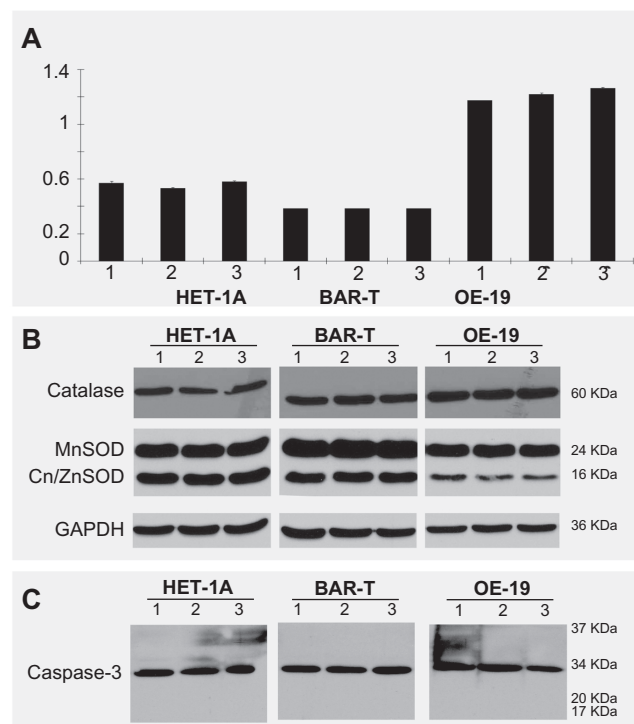 A
1.4
1
0.6
0.2
0
1 2 3 1 2 3 1 2 3
HET-1A BAR-T OE-19
B
HET-1A BAR-T OE-19
1 2 3 1 2 3 1 2 3
Catalase 60 KDa
MnSOD 24 KDa
Cn/ZnSOD 16 KDa
GAPDH 36 KDa
C
HET-1A BAR-T OE-19
1 2 3 1 2 3 1 2 3
37 KDa
Caspase-3 34 KDa
20 KDa
17 KDa